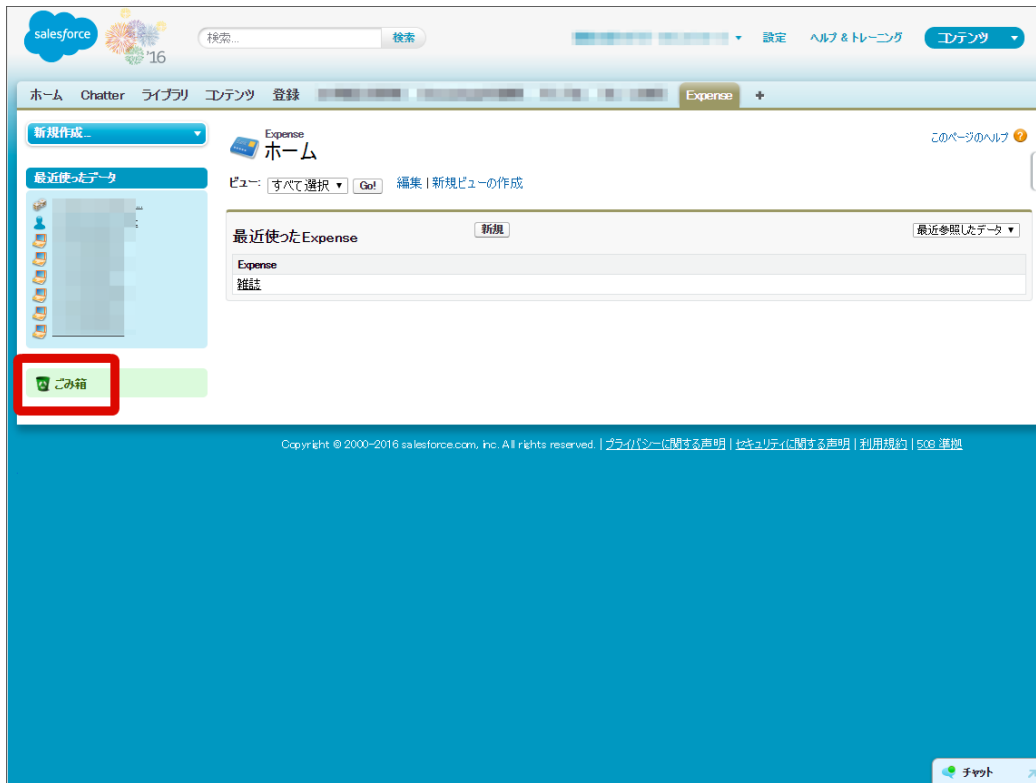 salesforce
'16
検索...
検索
設定
ヘルプ & トレーニング
コンテンツ
ホーム Chatter ライブラリ コンテンツ 登録 Expense +
新規作成...
Expense
ホーム
このページのヘルプ ?
最近使ったデータ
ビュー: すべて選択 ▼ Go! 編集 | 新規ビューの作成
最近使ったExpense 新規 最近参照したデータ ▼
Expense
雑誌
ごみ箱
Copyright © 2000-2016 salesforce.com, inc. All rights reserved. | プライバシーに関する声明 | セキュリティに関する声明 | 利用規約 | 508 準拠
チャット